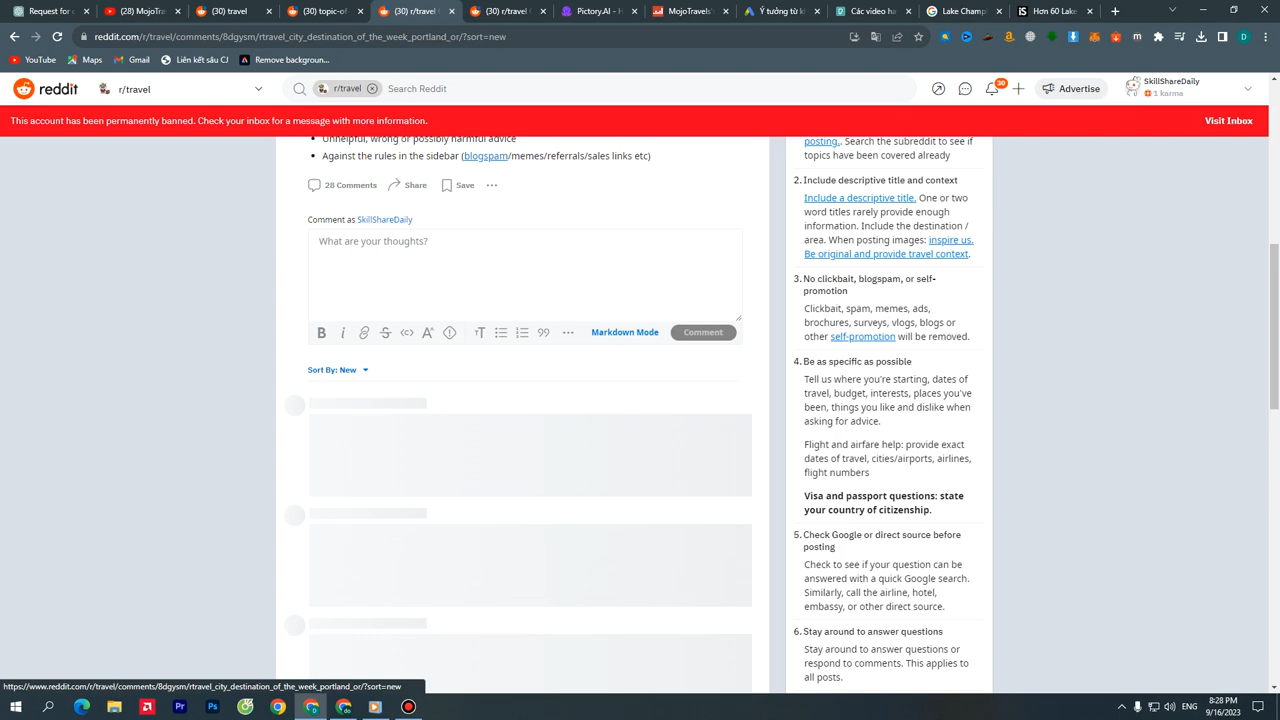 Request for c
(28) MojoTra
(30) travel
(30) topic-of
(30) r/travel (
(30) r/travel (
Pictory.AI - H
MojoTravels'
Ý tưởng từ k
Các video h
Lake Champ
Hơn 60 Lake
reddit.com/r/travel/comments/8dgysm/rtravel_city_destination_of_the_week_portland_or/?sort=new
YouTube
Maps
Gmail
Liên kết sâu CJ
Remove backgroun...
reddit
r/travel
r/travel
Search Reddit
30
Advertise
SkillShareDaily
1 karma
This account has been permanently banned. Check your inbox for a message with more information.
Visit Inbox
Unhelpful, wrong or possibly harmful advice
Against the rules in the sidebar (blogspam/memes/referrals/sales links etc)
28 Comments
Share
Save
Comment as SkillShareDaily
What are your thoughts?
Markdown Mode
Comment
Sort By: New
posting.. Search the subreddit to see if
topics have been covered already
2. Include descriptive title and context
Include a descriptive title. One or two
word titles rarely provide enough
information. Include the destination /
area. When posting images: inspire us.
Be original and provide travel context.
3. No clickbait, blogspam, or self-
promotion
Clickbait, spam, memes, ads,
brochures, surveys, vlogs, blogs or
other self-promotion will be removed.
4. Be as specific as possible
Tell us where you're starting, dates of
travel, budget, interests, places you've
been, things you like and dislike when
asking for advice.
Flight and airfare help: provide exact
dates of travel, cities/airports, airlines,
flight numbers
Visa and passport questions: state
your country of citizenship.
5. Check Google or direct source before
posting
Check to see if your question can be
answered with a quick Google search.
Similarly, call the airline, hotel,
embassy, or other direct source.
6. Stay around to answer questions
Stay around to answer questions or
respond to comments. This applies to
all posts.
https://www.reddit.com/r/travel/comments/8dgysm/rtravel_city_destination_of_the_week_portland_or/?sort=new
ENG
8:28 PM
9/16/2023